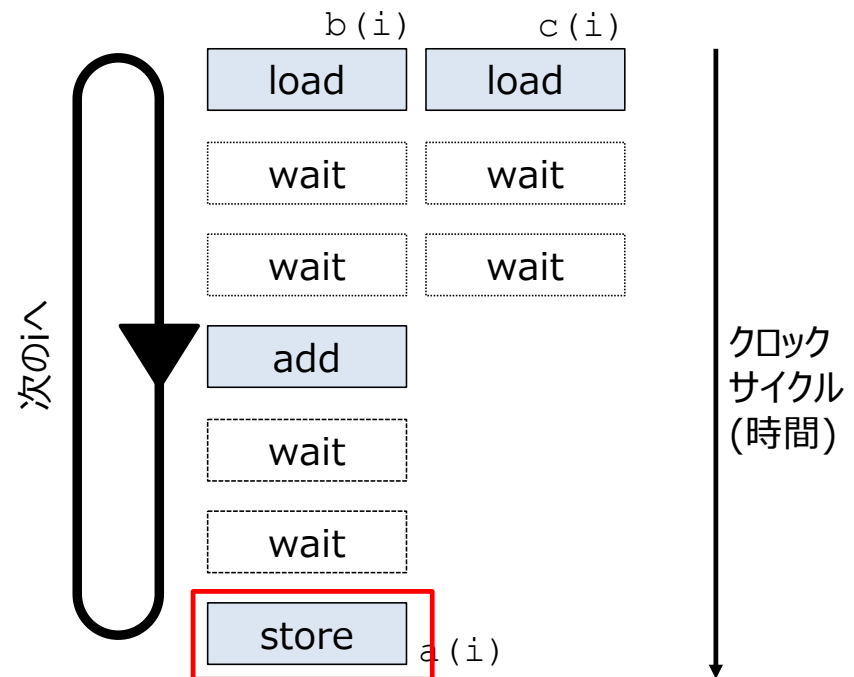 b(i) c(i)
load load
wait wait
wait wait
次のiへ
add
クロック
サイクル
(時間)
wait
wait
store
a(i)